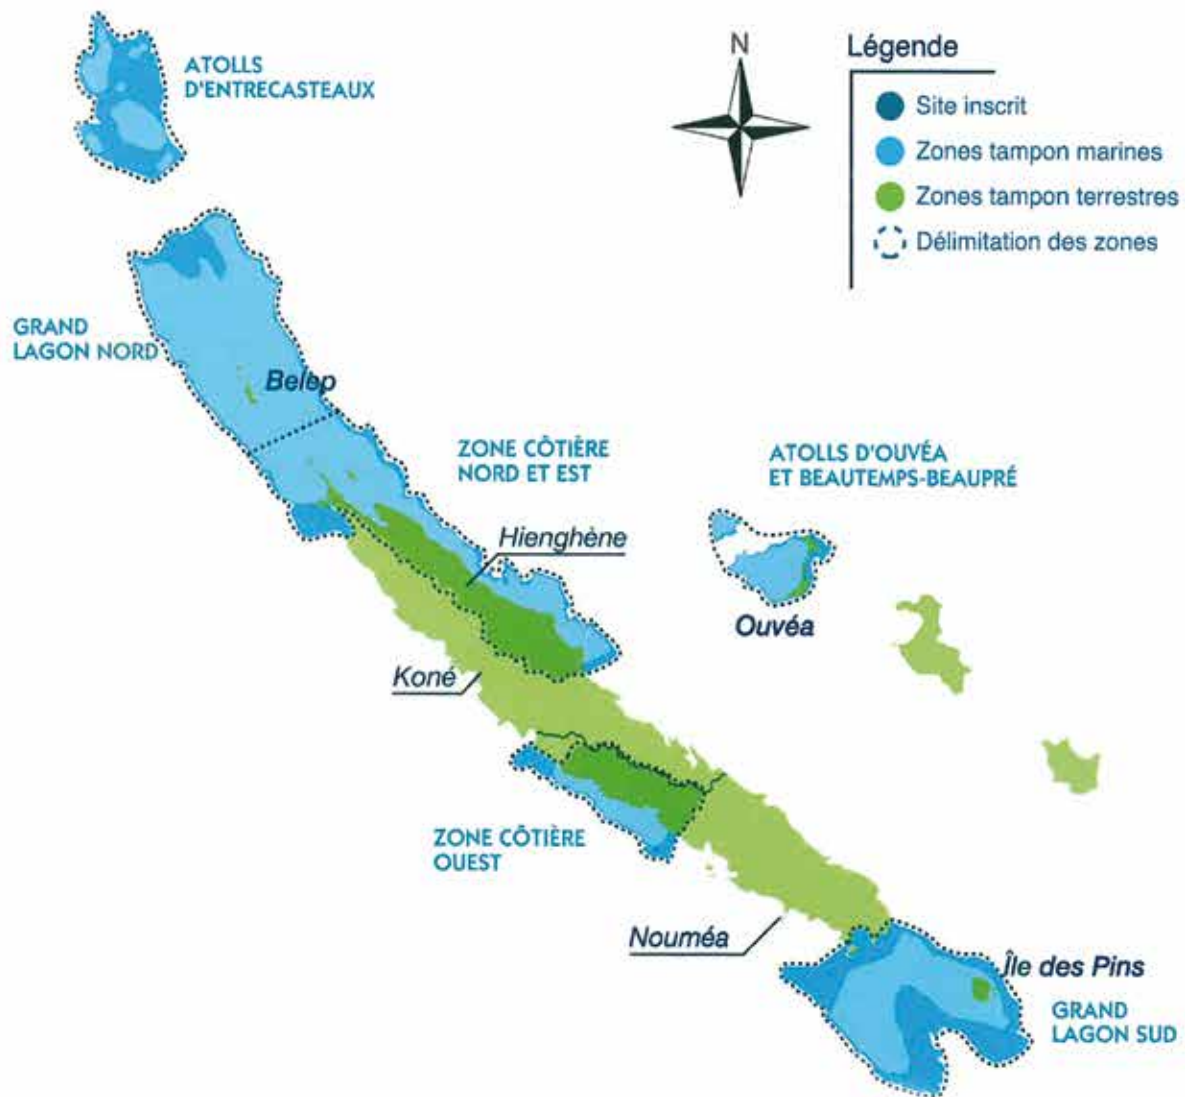 ATOLLS
D'ENTRECASTEAUX
N
Légende
Site inscrit
Zones tampon marines
Zones tampon terrestres
Délimitation des zones
GRAND
LAGON NORD
Belep
ZONE CÔTIÈRE
NORD ET EST
ATOLLS D'OUVÉA
ET BEAUTEMPS-BEAUPRÉ
Hienghène
Ouvéa
Koné
ZONE CÔTIÈRE
OUEST
Nouméa
Île des Pins
GRAND
LAGON SUD